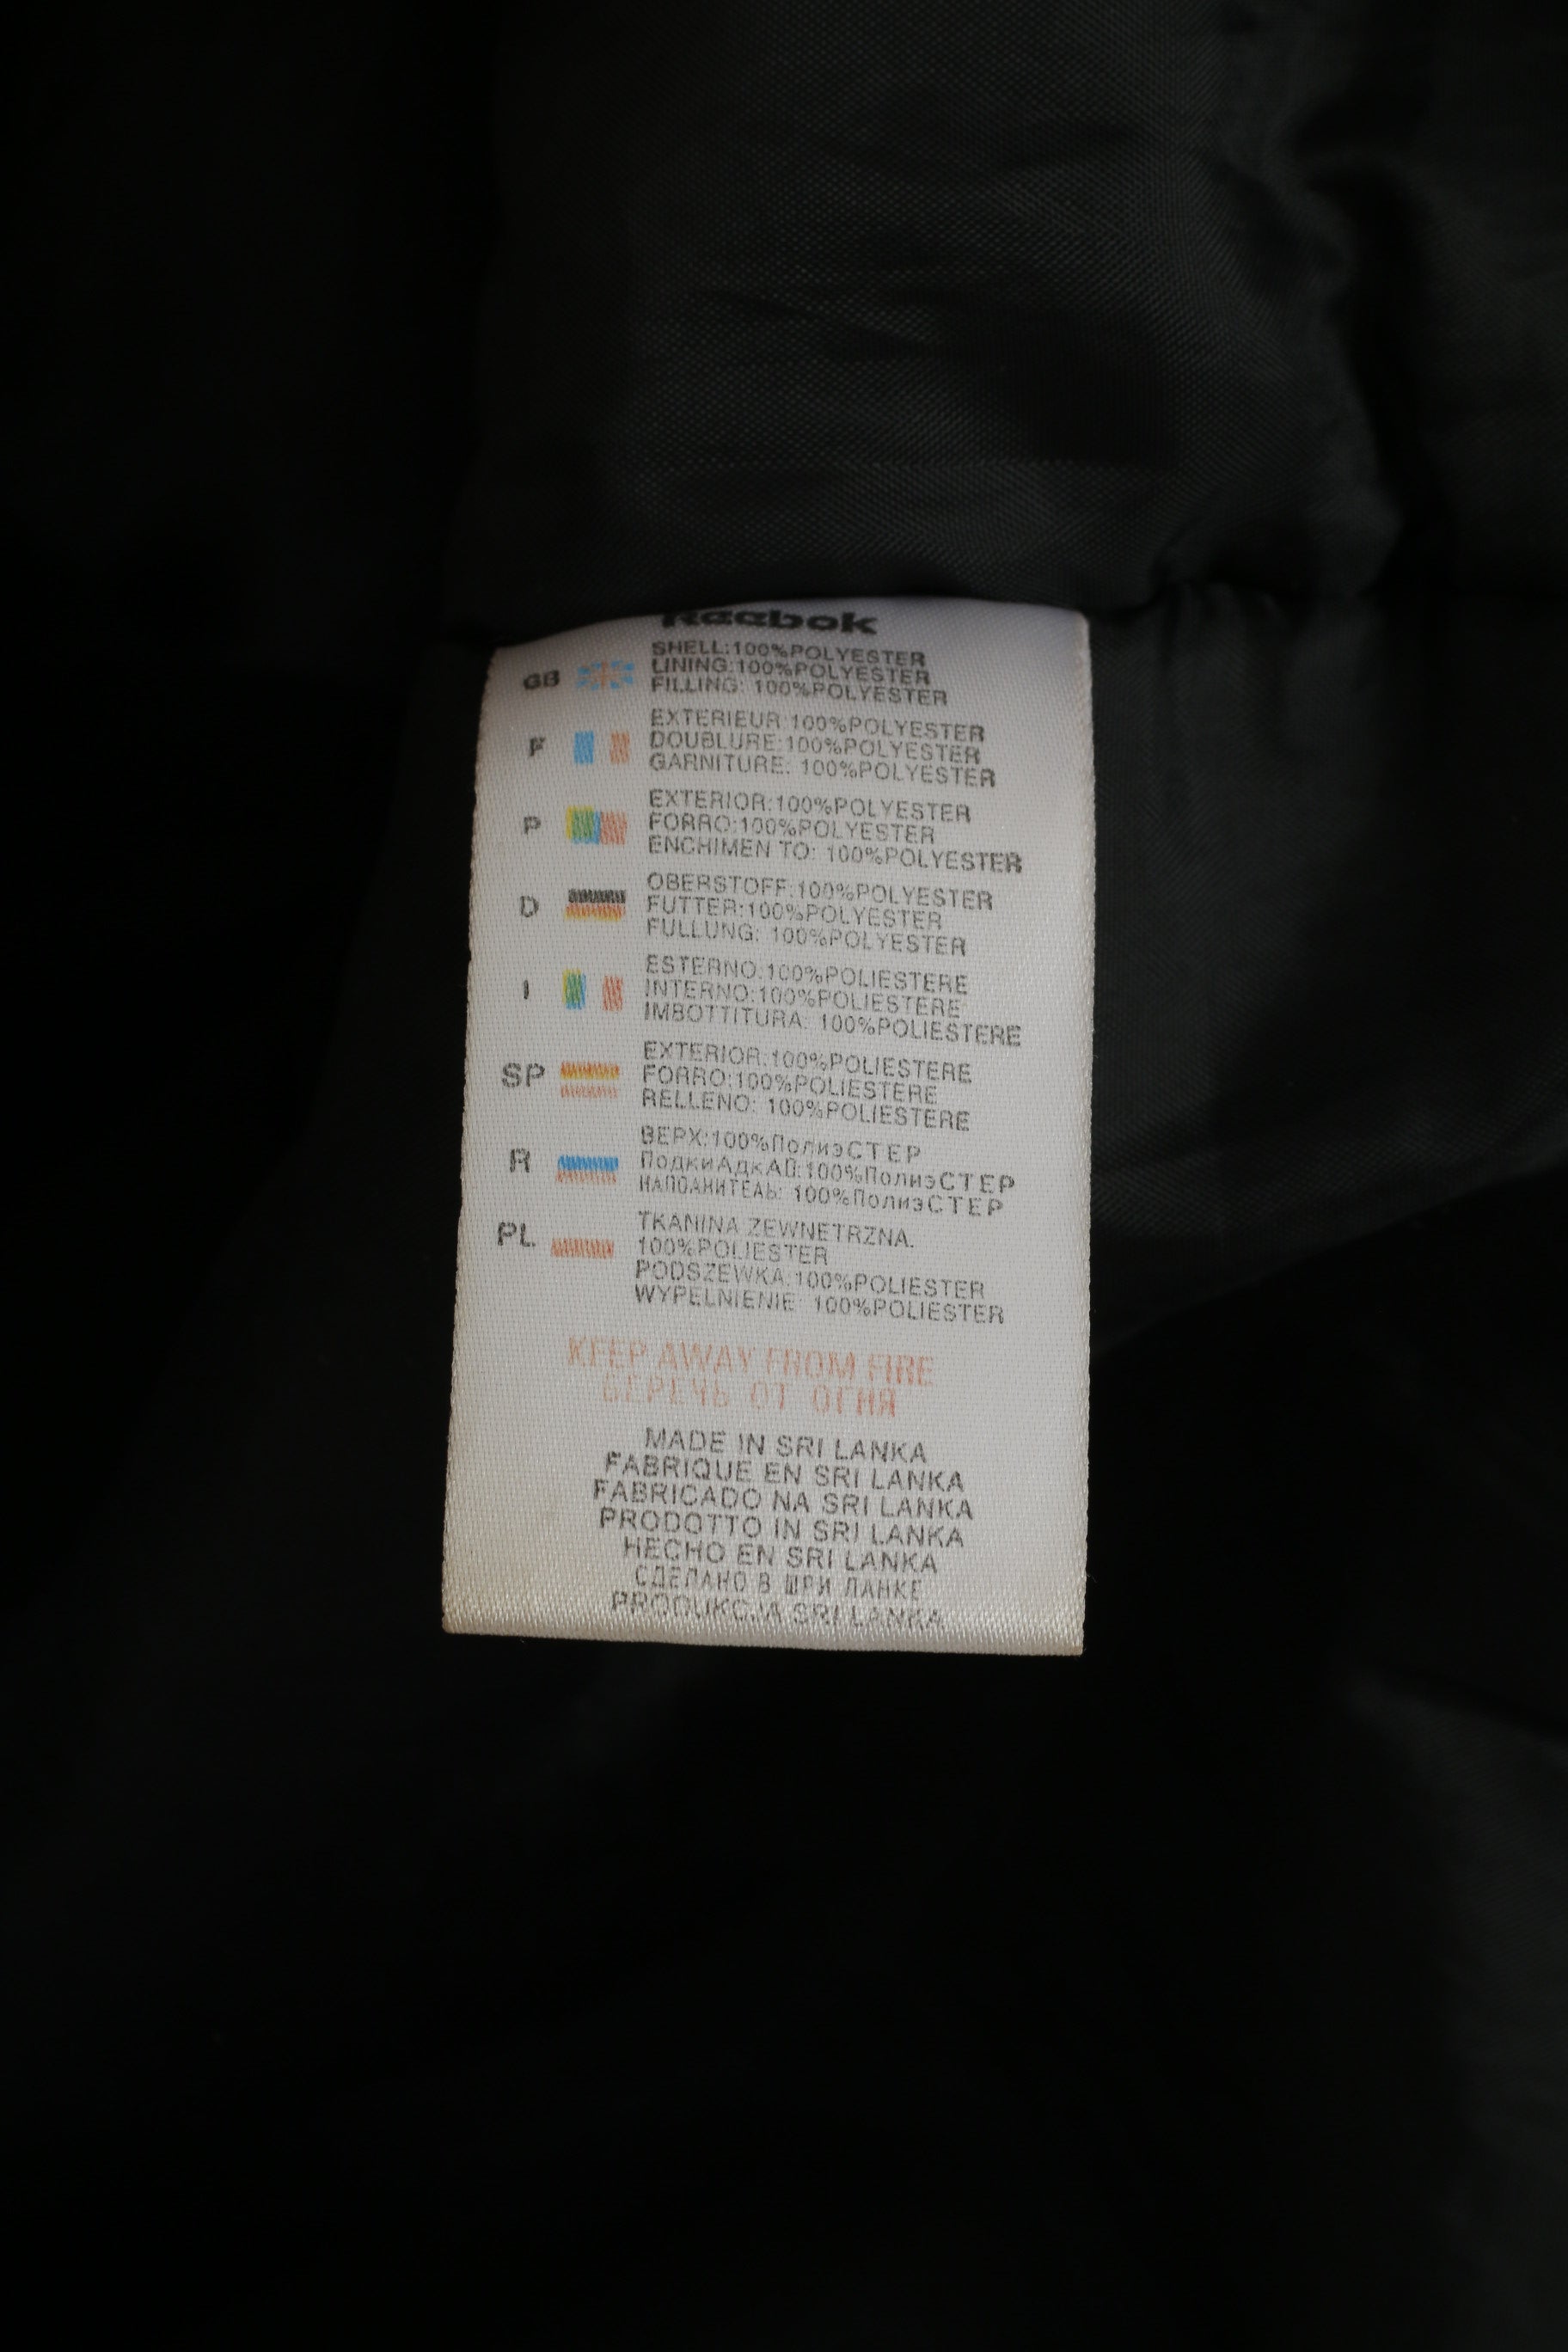 Reebok
GB SHELL:100%POLYESTER
LINING:100%POLYESTER
FILLING: 100%POLYESTER
F EXTERIEUR:100%POLYESTER
DOUBLURE:100%POLYESTER
GARNITURE: 100%POLYESTER
P EXTERIOR:100%POLYESTER
FORRO:100%POLYESTER
ENCHIMEN TO: 100%POLYESTER
D OBERSTOFF:100%POLYESTER
FUTTER:100%POLYESTER
FULLUNG: 100%POLYESTER
I ESTERNO:100%POLIESTERE
INTERNO:100%POLIESTERE
IMBOTTITURA: 100%POLIESTERE
SP EXTERIOR:100%POLIESTERE
FORRO:100%POLIESTERE
RELLENO: 100%POLIESTERE
R ВЕРХ:100%ПолиэСТЕР
ПодкиАдкАП:100%ПолиэСТЕР
НАПОАНИТЕАЬ: 100%ПолиэСТЕР
PL TKANINA ZEWNETRZNA.
100%POLIESTER
PODSZEWKA:100%POLIESTER
WYPELNIENIE: 100%POLIESTER
KEEP AWAY FROM FIRE
БЕРЕЧЬ ОТ ОГНЯ
MADE IN SRI LANKA
FABRIQUE EN SRI LANKA
FABRICADO NA SRI LANKA
PRODOTTO IN SRI LANKA
HECHO EN SRI LANKA
СДЕЛАНО В ШРИ ЛАНКЕ
PRODUKCJA SRI LANKA